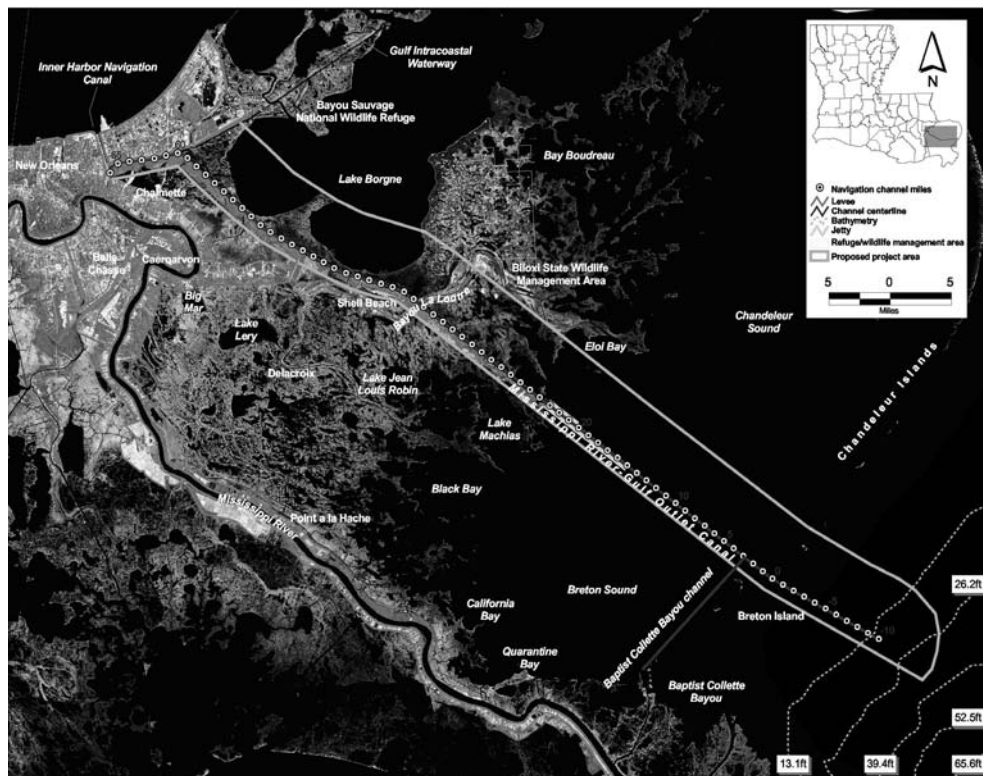 Gulf Intracoastal
Waterway
Inner Harbor Navigation
Canal
Bayou Sauvage
National Wildlife Refuge
New Orleans
Chalmette
Lake Borgne
Bay Boudreau
Belle
Chasse
Caernarvon
Big
Mar
Shell Beach
Bayou La Loutre
Biloxi State Wildlife
Management Area
Lake
Lery
Delacroix
Lake Jean
Louis Robin
Eloi Bay
Chandeleur
Sound
Chandeleur Islands
Lake
Machias
Mississippi River-Gulf Outlet Canal
Black Bay
Mississippi River
Point a la Hache
Breton Sound
Breton Island
California
Bay
Quarantine
Bay
Baptist Collette Bayou channel
Baptist Collette
Bayou
10
5
0
-10
N
Navigation channel miles
Levee
Channel centerline
Bathymetry
Jetty
Refuge/wildlife management area
Proposed project area
5 0 5
Miles
26.2ft
52.5ft
13.1ft
39.4ft
65.6ft